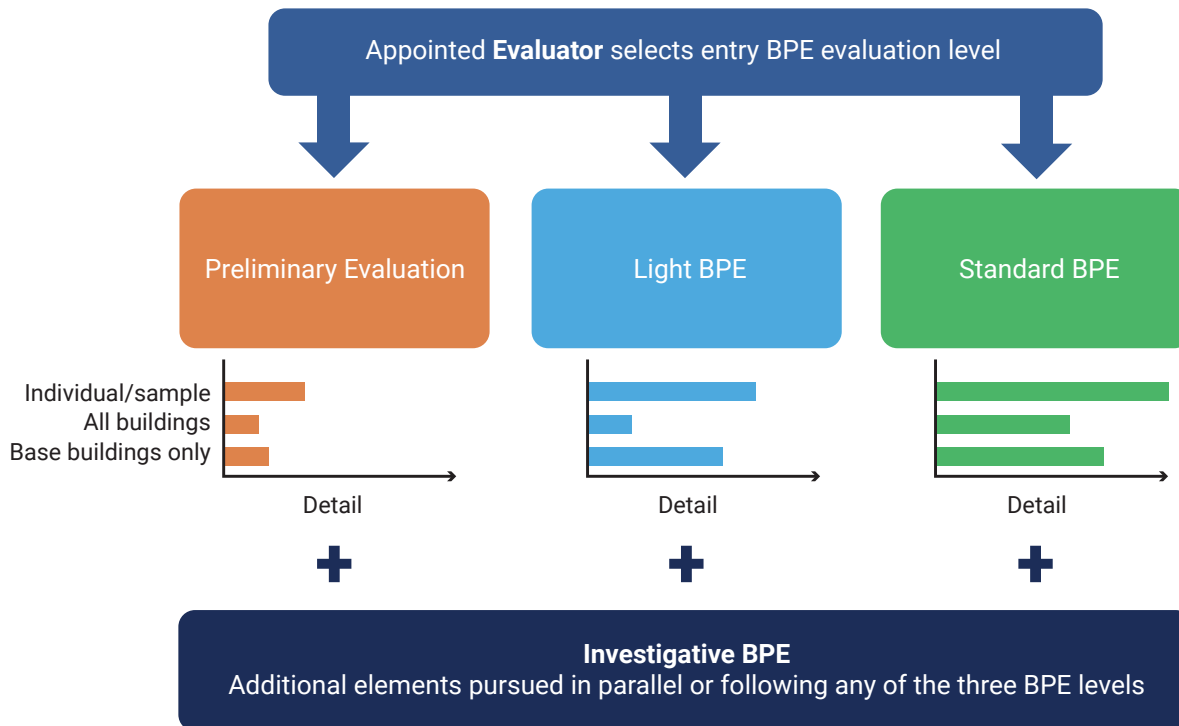 Appointed Evaluator selects entry BPE evaluation level
Preliminary Evaluation
Light BPE
Standard BPE
Individual/sample
All buildings
Base buildings only
Detail
Detail
Detail
Investigative BPE
Additional elements pursued in parallel or following any of the three BPE levels